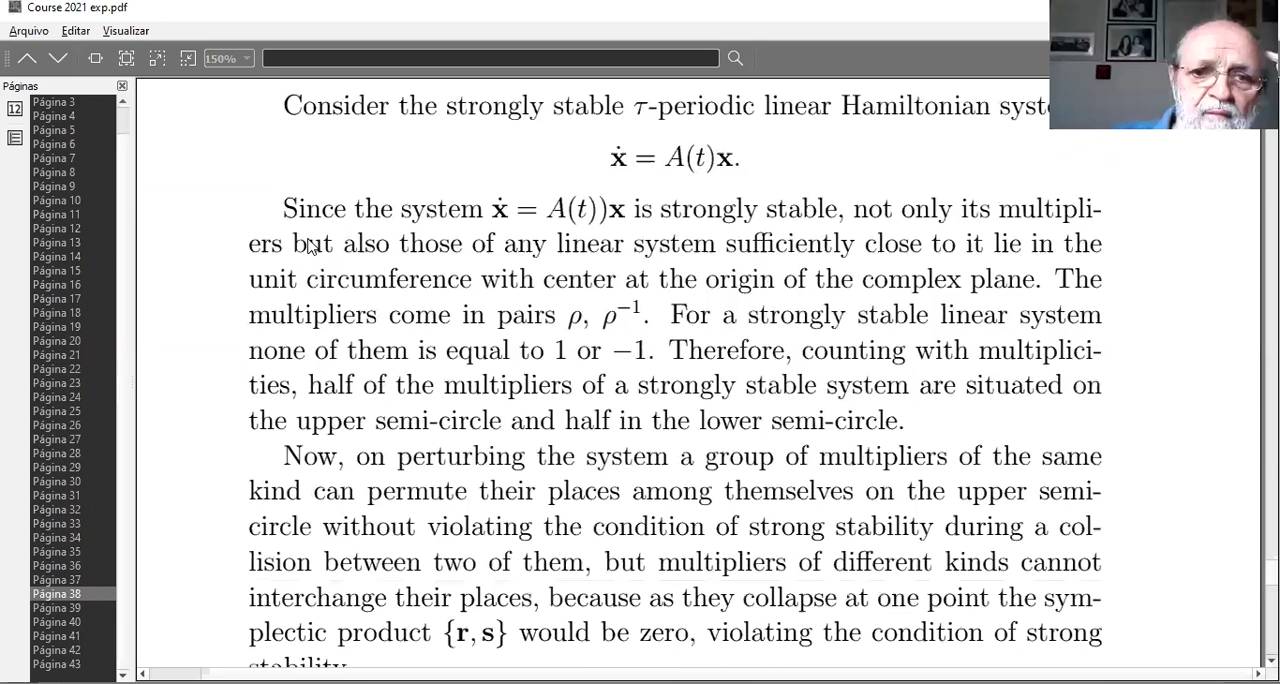 Course 2021 exp.pdf
Arquivo Editar Visualizar
150%
Páginas
12
Página 3
Página 4
Página 5
Página 6
Página 7
Página 8
Página 9
Página 10
Página 11
Página 12
Página 13
Página 14
Página 15
Página 16
Página 17
Página 18
Página 19
Página 20
Página 21
Página 22
Página 23
Página 24
Página 25
Página 26
Página 27
Página 28
Página 29
Página 30
Página 31
Página 32
Página 33
Página 34
Página 35
Página 36
Página 37
Página 38
Página 39
Página 40
Página 41
Página 42
Página 43
Consider the strongly stable τ-periodic linear Hamiltonian syst
ẋ = A(t)x.
Since the system ẋ = A(t))x is strongly stable, not only its multipli-
ers but also those of any linear system sufficiently close to it lie in the
unit circumference with center at the origin of the complex plane. The
multipliers come in pairs ρ, ρ⁻¹. For a strongly stable linear system
none of them is equal to 1 or −1. Therefore, counting with multiplici-
ties, half of the multipliers of a strongly stable system are situated on
the upper semi-circle and half in the lower semi-circle.
Now, on perturbing the system a group of multipliers of the same
kind can permute their places among themselves on the upper semi-
circle without violating the condition of strong stability during a col-
lision between two of them, but multipliers of different kinds cannot
interchange their places, because as they collapse at one point the sym-
plectic product {r, s} would be zero, violating the condition of strong
stability